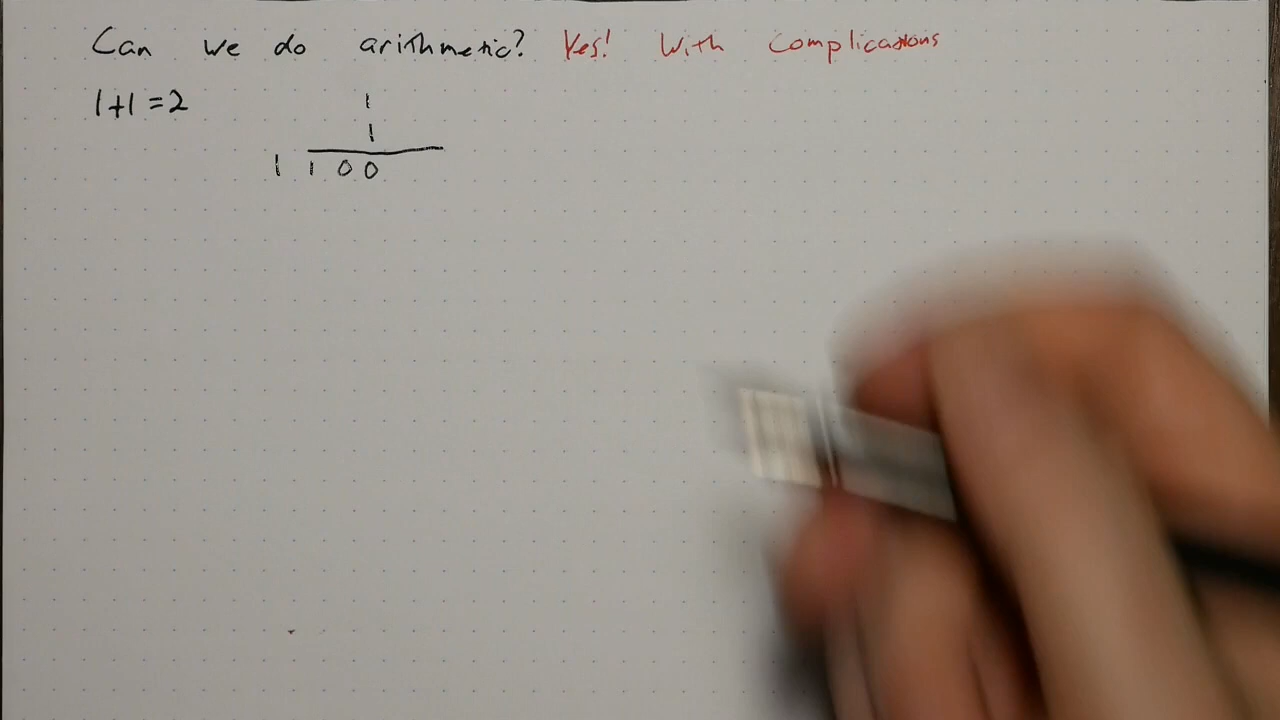 Can we do arithmetic? Yes! With complications
1+1=2
1
1
1 1 0 0